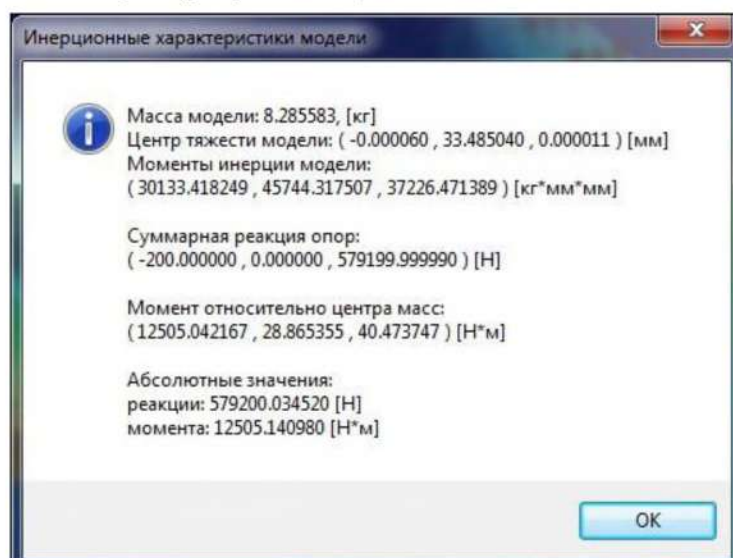 Инерционные характеристики модели
Масса модели: 8.285583, [кг]
Центр тяжести модели: ( -0.000060 , 33.485040 , 0.000011 ) [мм]
Моменты инерции модели:
( 30133.418249 , 45744.317507 , 37226.471389 ) [кг*мм*мм]
Суммарная реакция опор:
( -200.000000 , 0.000000 , 579199.999990 ) [Н]
Момент относительно центра масс:
( 12505.042167 , 28.865355 , 40.473747 ) [Н*м]
Абсолютные значения:
реакции: 579200.034520 [Н]
момента: 12505.140980 [Н*м]
OK